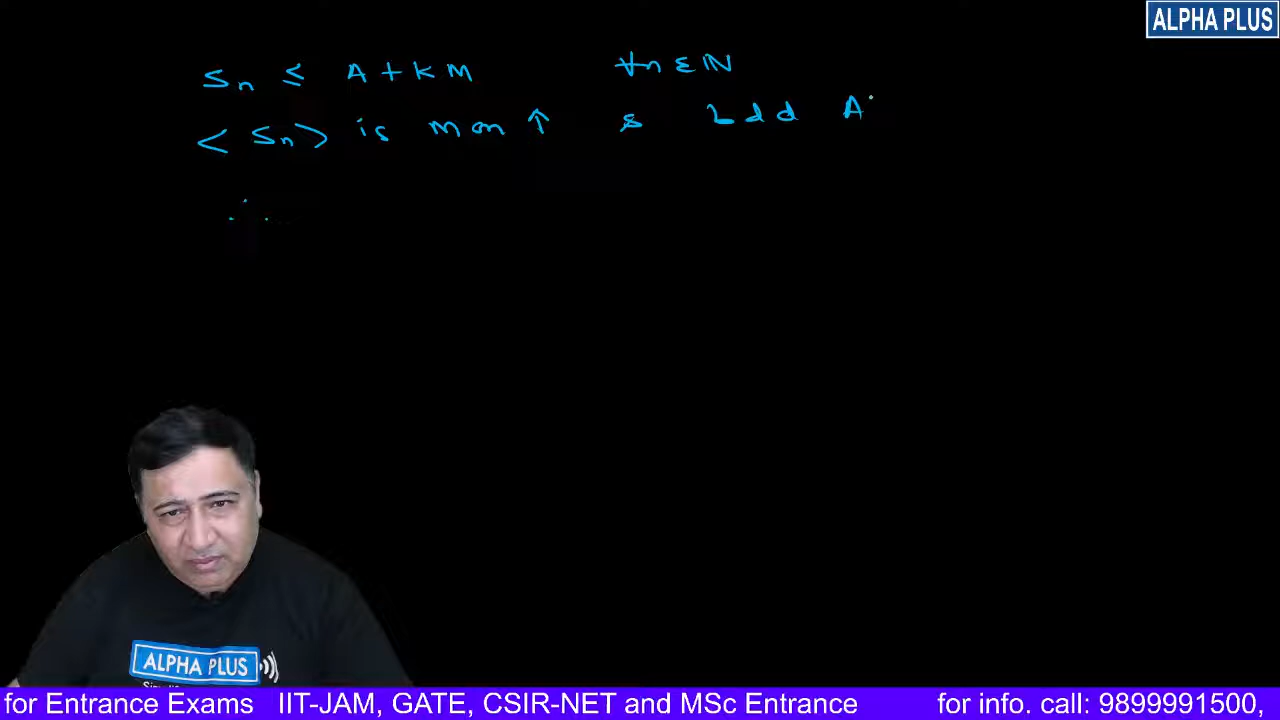 ALPHA PLUS
Sn ≤ A + K M ∀n ∈ ℕ
< Sn > is mon ↑ & bdd A
∴
ALPHA PLUS
for Entrance Exams IIT-JAM, GATE, CSIR-NET and MSc Entrance for info. call: 9899991500,